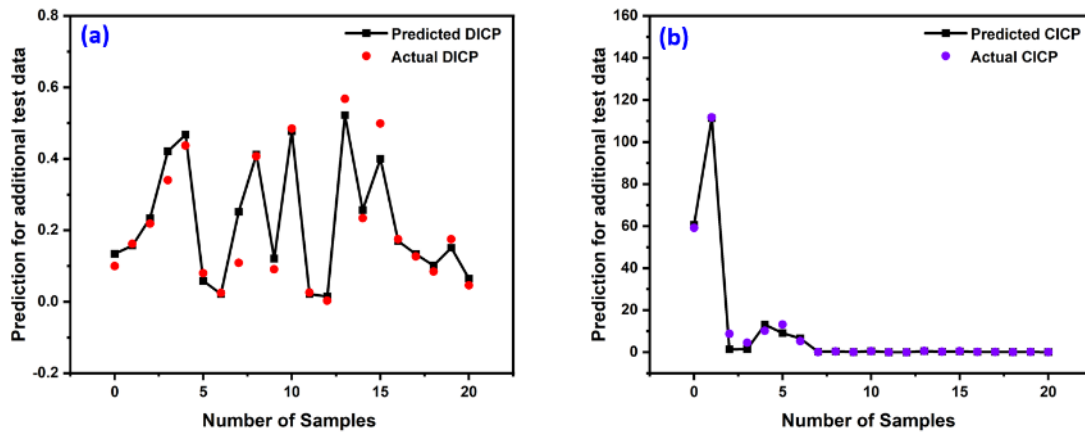 (a)
Predicted DICP
Actual DICP
Prediction for additional test data
0.8
0.6
0.4
0.2
0.0
-0.2
0 5 10 15 20
Number of Samples
(b)
Predicted CICP
Actual CICP
Prediction for additional test data
160
140
120
100
80
60
40
20
0
0 5 10 15 20
Number of Samples